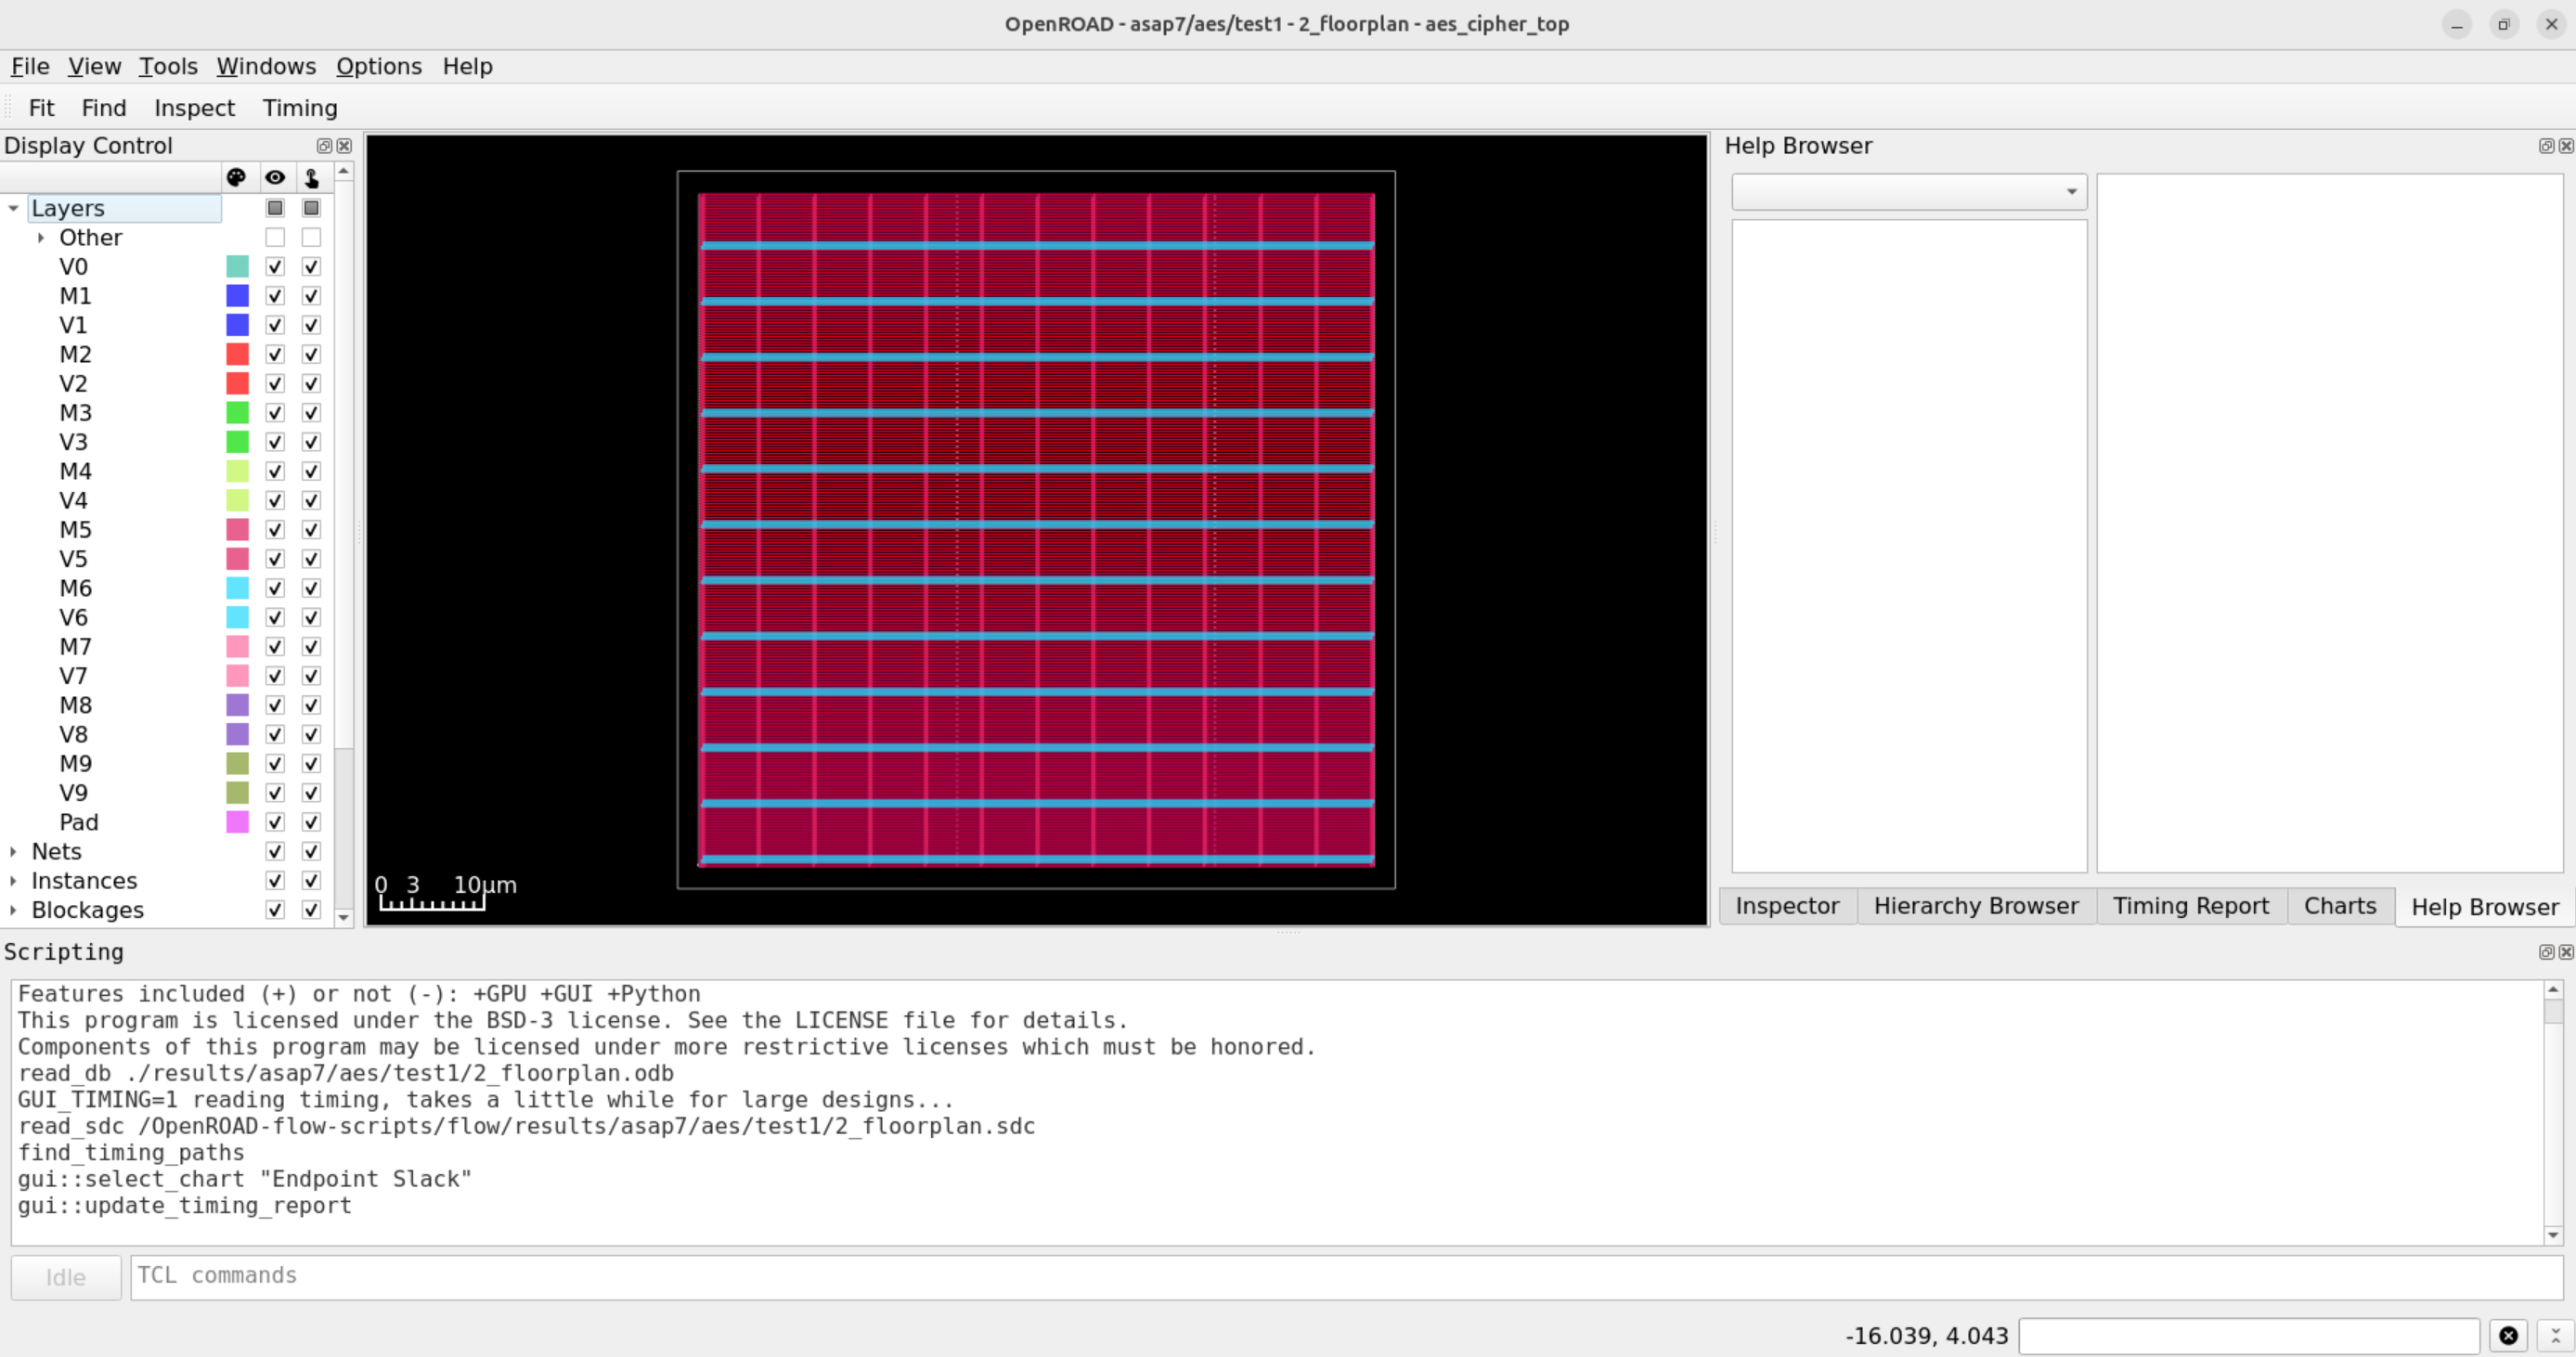 OpenROAD - asap7/aes/test1 - 2_floorplan - aes_cipher_top
File View Tools Windows Options Help
Fit Find Inspect Timing
Display Control
Layers
Other
V0
M1
V1
M2
V2
M3
V3
M4
V4
M5
V5
M6
V6
M7
V7
M8
V8
M9
V9
Pad
Nets
Instances
Blockages
0 3 10µm
Help Browser
Inspector Hierarchy Browser Timing Report Charts Help Browser
Scripting
Features included (+) or not (-): +GPU +GUI +Python
This program is licensed under the BSD-3 license. See the LICENSE file for details.
Components of this program may be licensed under more restrictive licenses which must be honored.
read_db ./results/asap7/aes/test1/2_floorplan.odb
GUI_TIMING=1 reading timing, takes a little while for large designs...
read_sdc /OpenROAD-flow-scripts/flow/results/asap7/aes/test1/2_floorplan.sdc
find_timing_paths
gui::select_chart "Endpoint Slack"
gui::update_timing_report
Idle TCL commands
-16.039, 4.043